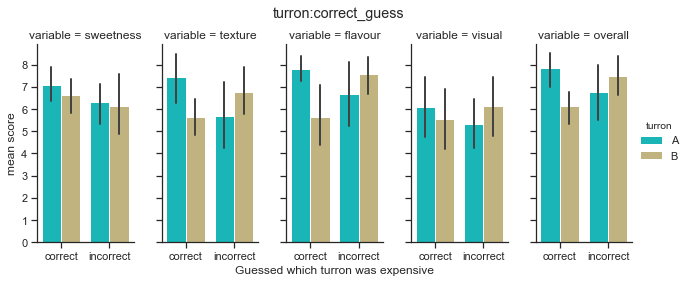 turron:correct_guess
variable = sweetness
variable = texture
variable = flavour
variable = visual
variable = overall
8
7
6
5
4
3
2
1
0
mean score
correct incorrect
correct incorrect
correct incorrect
correct incorrect
correct incorrect
Guessed which turron was expensive
turron
A
B